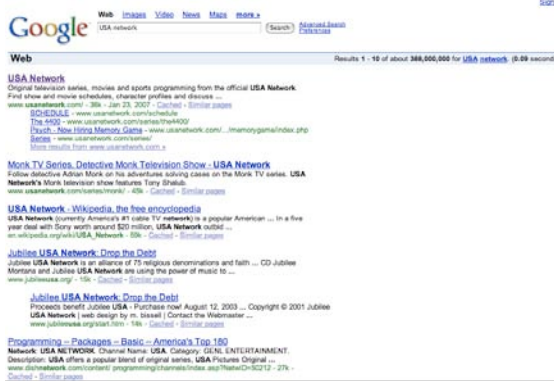 Sign
Web Images Video News Maps more »
Google
USA network
Search
Advanced Search
Preferences
Web Results 1 - 10 of about 368,000,000 for USA network. (0.09 second
USA Network
Original television series, movies and sports programming from the official USA Network.
Find show and movie schedules, character profiles and discuss ...
www.usanetwork.com/ - 36k - Jan 23, 2007 - Cached - Similar pages
SCHEDULE - www.usanetwork.com/schedule
The 4400 - www.usanetwork.com/series/the4400/
Psych - Now Hiring Memory Game - www.usanetwork.com/.../memorygame/index.php
Series - www.usanetwork.com/series/
More results from www.usanetwork.com »
Monk TV Series, Detective Monk Television Show - USA Network
Follow detective Adrian Monk on his adventures solving cases on the Monk TV series. USA
Network's Monk television show features Tony Shalub.
www.usanetwork.com/series/monk/ - 45k - Cached - Similar pages
USA Network - Wikipedia, the free encyclopedia
USA Network (currently America's #1 cable TV network) is a popular American ... In a five
year deal with Sony worth around $20 million, USA Network outbid ...
en.wikipedia.org/wiki/USA_Network - 55k - Cached - Similar pages
Jubilee USA Network: Drop the Debt
Jubilee USA Network is an alliance of 75 religious denominations and faith ... CD Jubilee
Montana and Jubilee USA Network are using the power of music to ...
www.jubileeusa.org/ - 15k - Cached - Similar pages
Jubilee USA Network: Drop the Debt
Proceeds benefit Jubilee USA - Purchase now! August 12, 2003 ... Copyright © 2001 Jubilee
USA Network | web design by m. bissell | Contact the Webmaster ...
www.jubileeusa.org/start.htm - 14k - Cached - Similar pages
Programming – Packages – Basic – America's Top 180
Network: USA NETWORK. Channel Name: USA. Category: GENL ENTERTAINMENT.
Description: USA offers a popular blend of original series, USA Pictures Original ...
www.dishnetwork.com/content/ programming/channels/index.asp?NetwID=30212 - 27k -
Cached - Similar pages